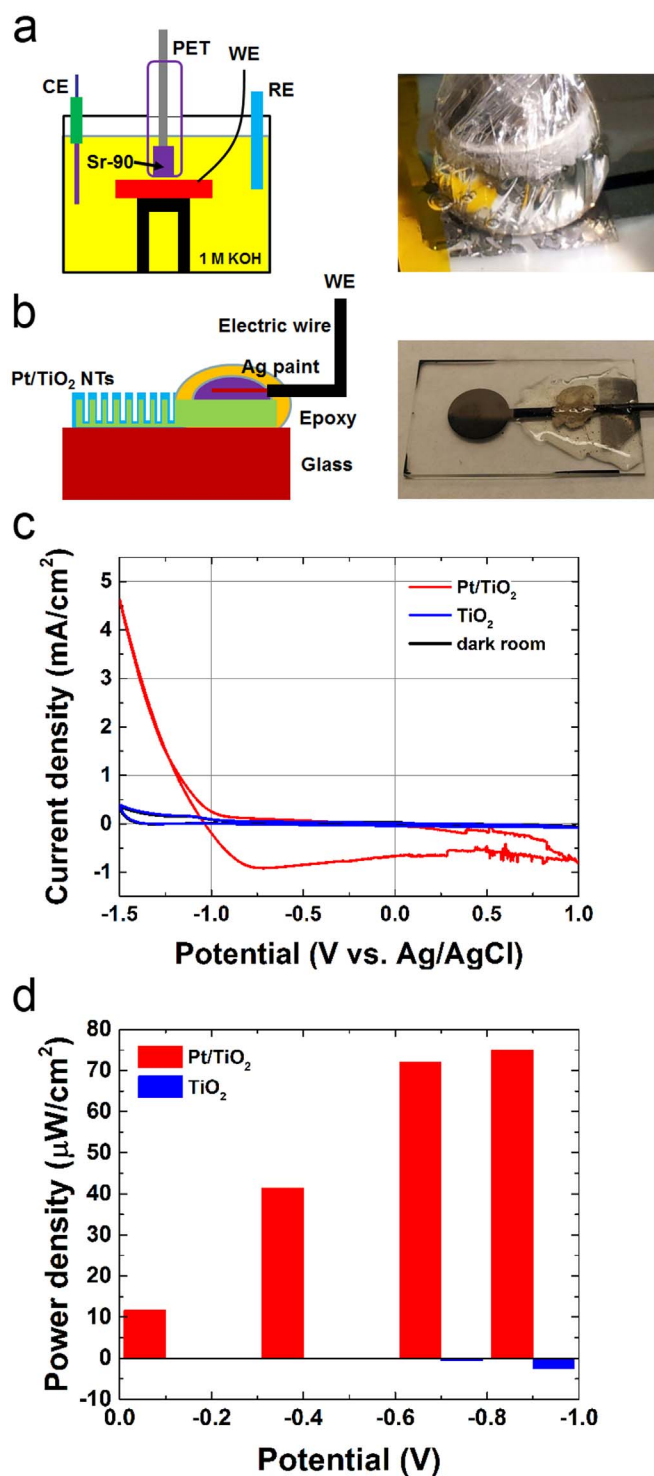 a
PET
WE
CE
RE
Sr-90
1 M KOH
b
WE
Electric wire
Ag paint
Pt/TiO₂ NTs
Epoxy
Glass
c
5
4
3
2
1
0
-1
Current density (mA/cm²)
Pt/TiO₂
TiO₂
dark room
-1.5 -1.0 -0.5 0.0 0.5 1.0
Potential (V vs. Ag/AgCl)
d
80
70
60
50
40
30
20
10
0
-10
Power density (μW/cm²)
Pt/TiO₂
TiO₂
0.0 -0.2 -0.4 -0.6 -0.8 -1.0
Potential (V)